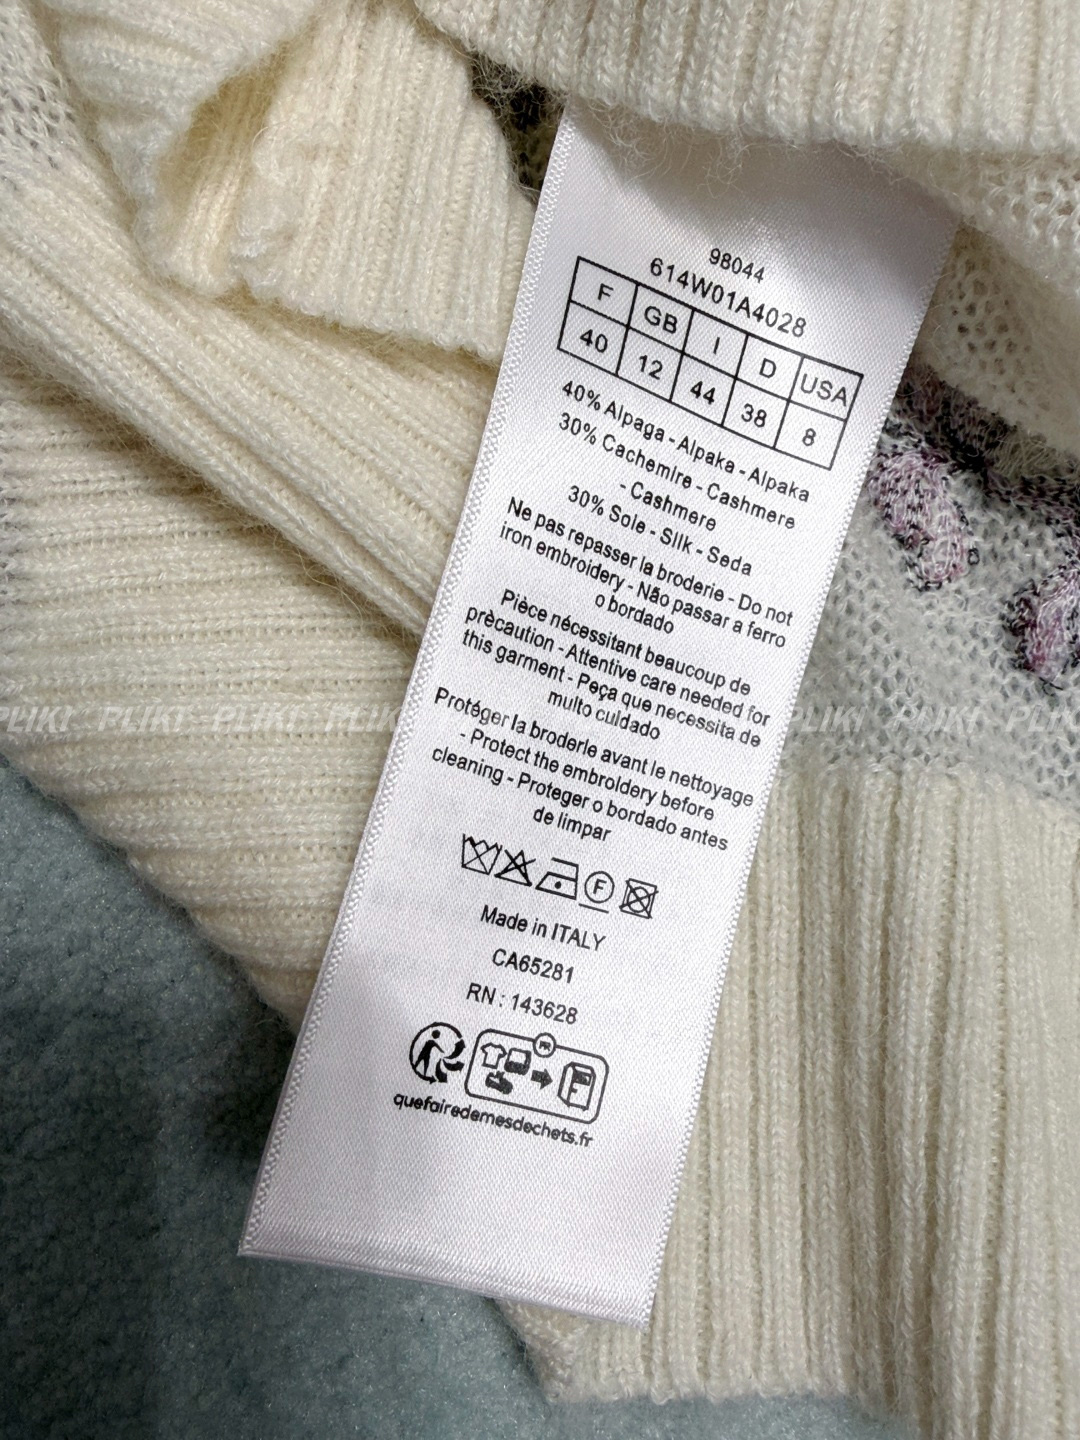 98044
614W01A4028
F GB I D USA
40 12 44 38 8
40% Alpaga - Alpaka - Alpaka
30% Cachemire - Cashmere
- Cashmere
30% Soie - Silk - Seda
Ne pas repasser la broderie - Do not
iron embroidery - Não passar a ferro
o bordado
Pièce nécessitant beaucoup de
prècaution - Attentive care needed for
this garment - Peça que necessita de
muito cuidado
Protéger la broderie avant le nettoyage
- Protect the embroidery before
cleaning - Proteger o bordado antes
de limpar
F
Made in ITALY
CA65281
RN : 143628
FR
quefairedemesdechets.fr
PLIKI PLIKI PLIKI PLIKI PLIKI PLIKI PLIKI